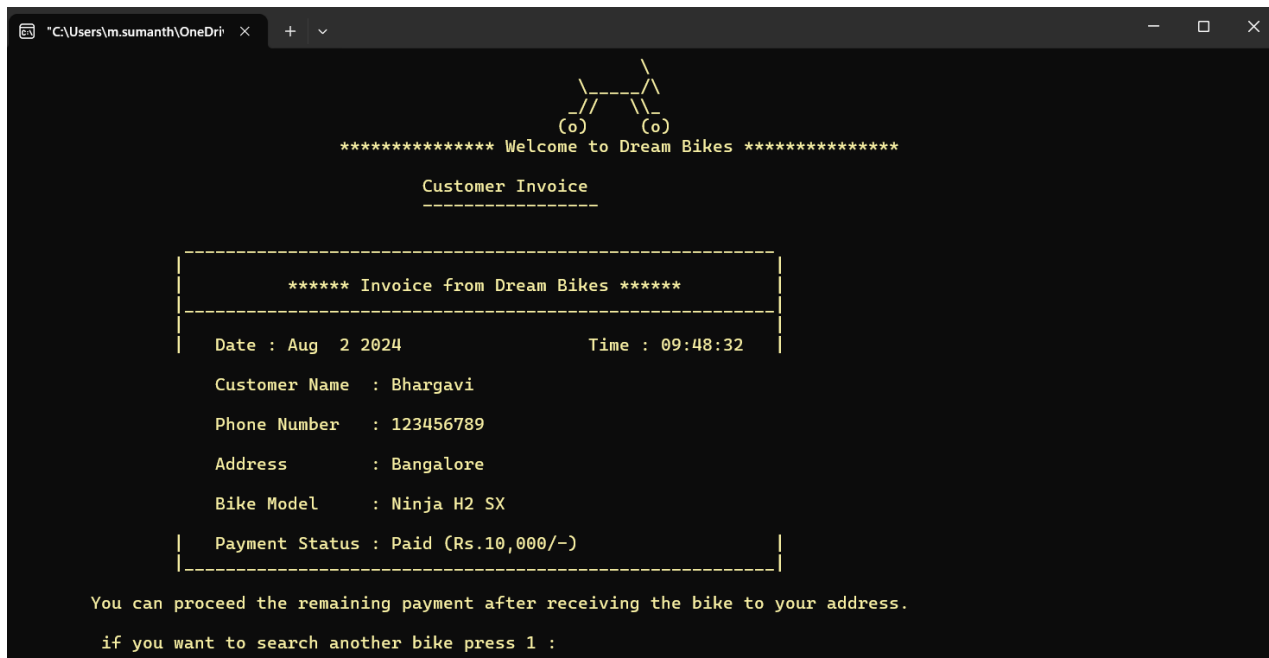 "C:\Users\m.sumanth\OneDri
\
\_____/\
_// \\_
(o) (o)
*************** Welcome to Dream Bikes ***************
Customer Invoice
-----------------
_________________________________________________________
****** Invoice from Dream Bikes ******
|_________________________________________________________|
| Date : Aug  2 2024 Time : 09:48:32 |
Customer Name  : Bhargavi
Phone Number   : 123456789
Address        : Bangalore
Bike Model     : Ninja H2 SX
| Payment Status : Paid (Rs.10,000/-) |
|_________________________________________________________|
You can proceed the remaining payment after receiving the bike to your address.
if you want to search another bike press 1 :